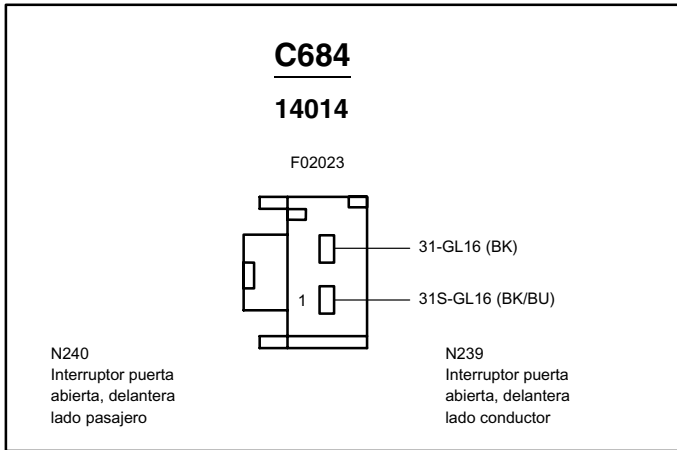 C684
14014
F02023
31-GL16 (BK)
1
31S-GL16 (BK/BU)
N240
Interruptor puerta
abierta, delantera
lado pasajero
N239
Interruptor puerta
abierta, delantera
lado conductor